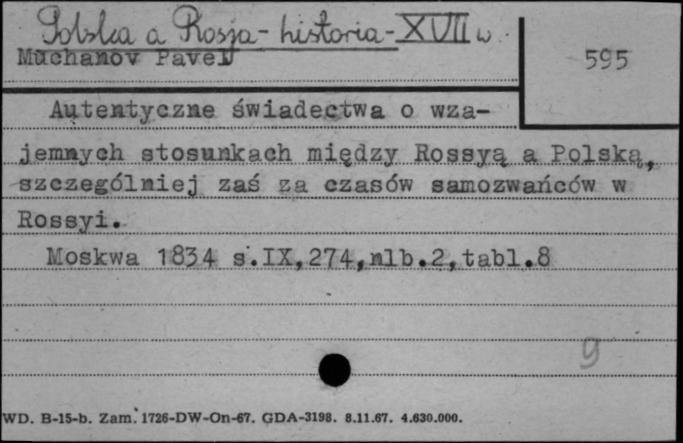 Polska a Rosja - historia - XVII w.
Muchanov Pavel
595
Autentyczne świadectwa o wza-
jemnych stosunkach między Rossyą a Polską,
szczególniej zaś za czasów samozwańców w
Rossyi.
Moskwa 1834 s.IX,274,nlb.2,tabl.8
9
WD. B-15-b. Zam. 1726-DW-On-67. GDA-3198. 8.11.67. 4.630.000.